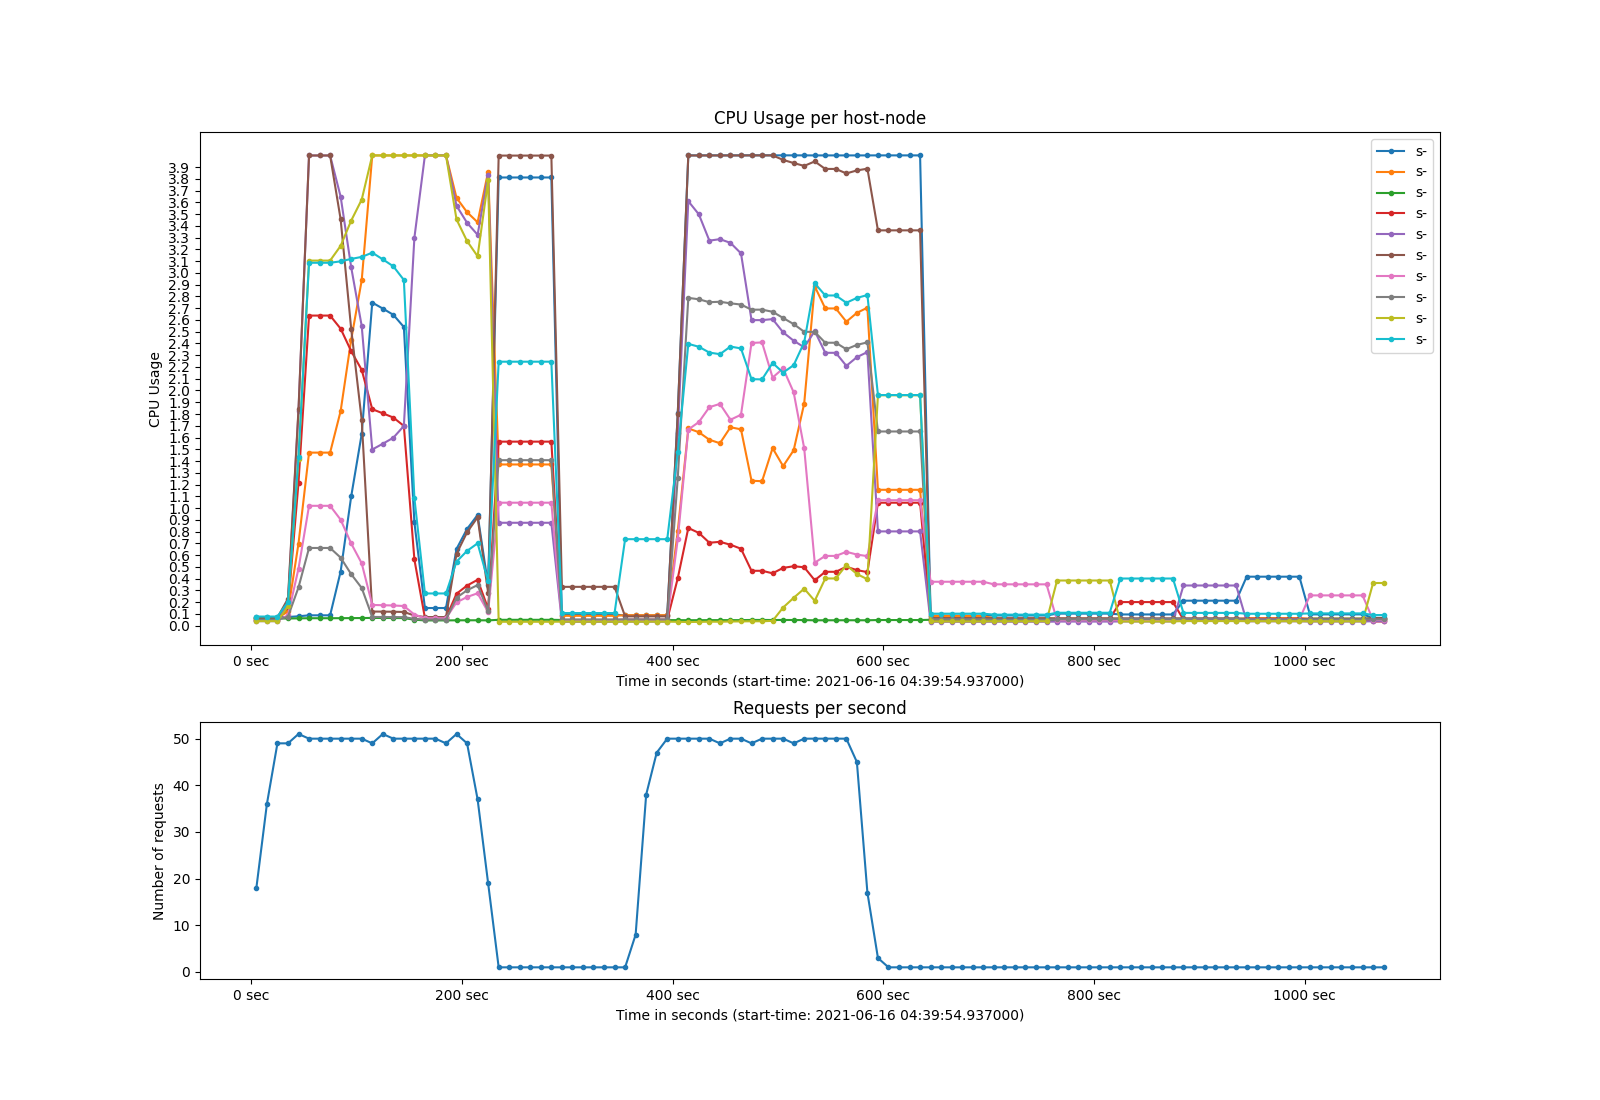 CPU Usage per host-node
CPU Usage
3.9
3.8
3.7
3.6
3.5
3.4
3.3
3.2
3.1
3.0
2.9
2.8
2.7
2.6
2.5
2.4
2.3
2.2
2.1
2.0
1.9
1.8
1.7
1.6
1.5
1.4
1.3
1.2
1.1
1.0
0.9
0.8
0.7
0.6
0.5
0.4
0.3
0.2
0.1
0.0
s-
s-
s-
s-
s-
s-
s-
s-
s-
s-
0 sec 200 sec 400 sec 600 sec 800 sec 1000 sec
Time in seconds (start-time: 2021-06-16 04:39:54.937000)
Requests per second
Number of requests
50
40
30
20
10
0
0 sec 200 sec 400 sec 600 sec 800 sec 1000 sec
Time in seconds (start-time: 2021-06-16 04:39:54.937000)